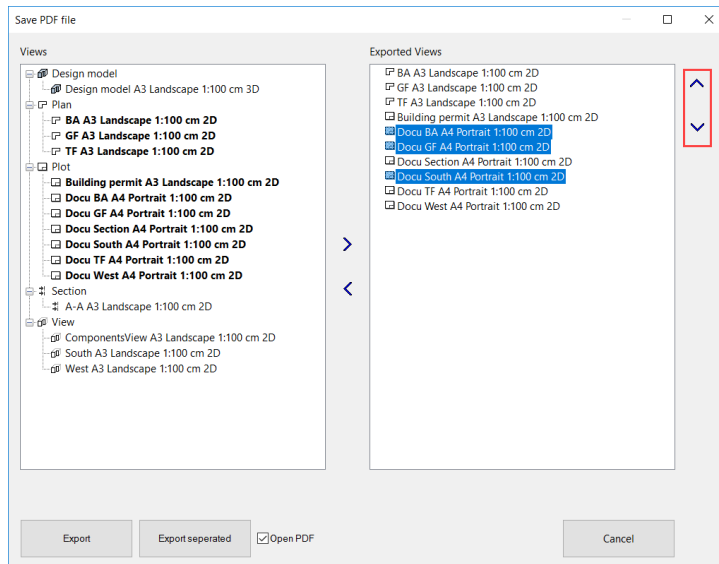 Save PDF file
Views
Design model
Design model A3 Landscape 1:100 cm 3D
Plan
BA A3 Landscape 1:100 cm 2D
GF A3 Landscape 1:100 cm 2D
TF A3 Landscape 1:100 cm 2D
Plot
Building permit A3 Landscape 1:100 cm 2D
Docu BA A4 Portrait 1:100 cm 2D
Docu GF A4 Portrait 1:100 cm 2D
Docu Section A4 Portrait 1:100 cm 2D
Docu South A4 Portrait 1:100 cm 2D
Docu TF A4 Portrait 1:100 cm 2D
Docu West A4 Portrait 1:100 cm 2D
Section
A-A A3 Landscape 1:100 cm 2D
View
ComponentsView A3 Landscape 1:100 cm 2D
South A3 Landscape 1:100 cm 2D
West A3 Landscape 1:100 cm 2D
Exported Views
BA A3 Landscape 1:100 cm 2D
GF A3 Landscape 1:100 cm 2D
TF A3 Landscape 1:100 cm 2D
Building permit A3 Landscape 1:100 cm 2D
Docu BA A4 Portrait 1:100 cm 2D
Docu GF A4 Portrait 1:100 cm 2D
Docu Section A4 Portrait 1:100 cm 2D
Docu South A4 Portrait 1:100 cm 2D
Docu TF A4 Portrait 1:100 cm 2D
Docu West A4 Portrait 1:100 cm 2D
Export
Export seperated
Open PDF
Cancel